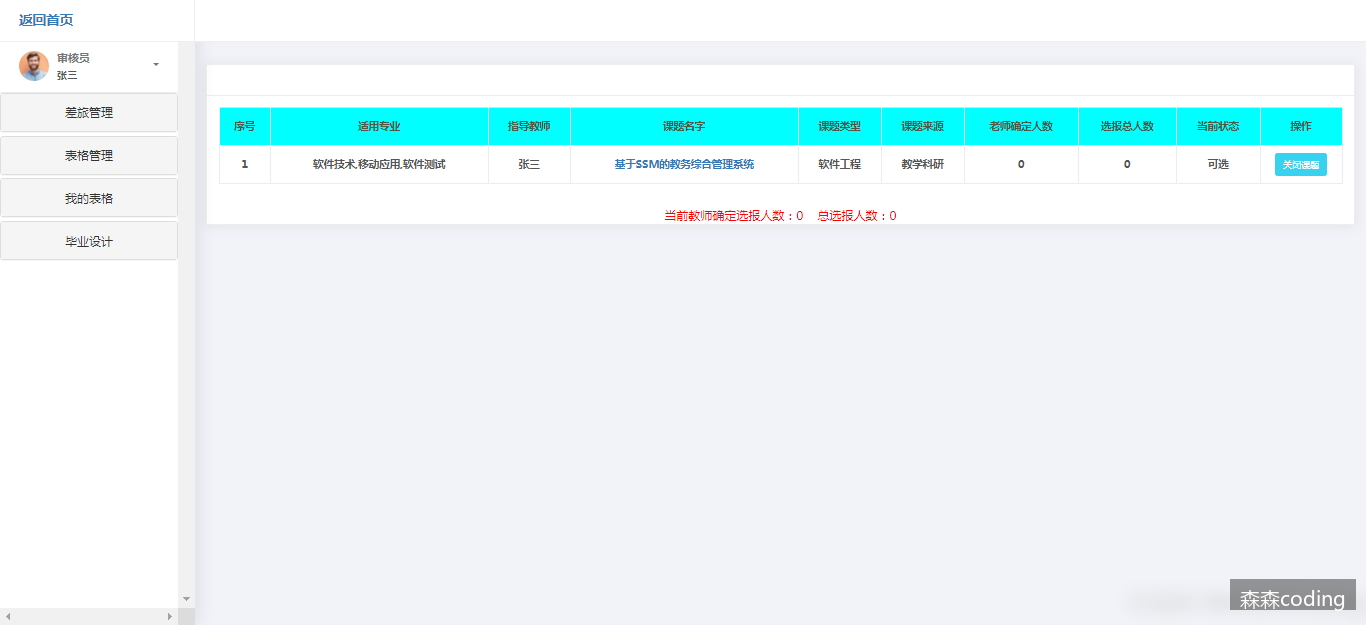 返回首页
审核员
张三
差旅管理
表格管理
我的表格
毕业设计
序号 适用专业 指导教师 课题名字 课题类型 课题来源 老师确定人数 选报总人数 当前状态 操作
1 软件技术,移动应用,软件测试 张三 基于SSM的教务综合管理系统 软件工程 教学科研 0 0 可选 关闭课题
当前教师确定选报人数：0 总选报人数：0
森森coding